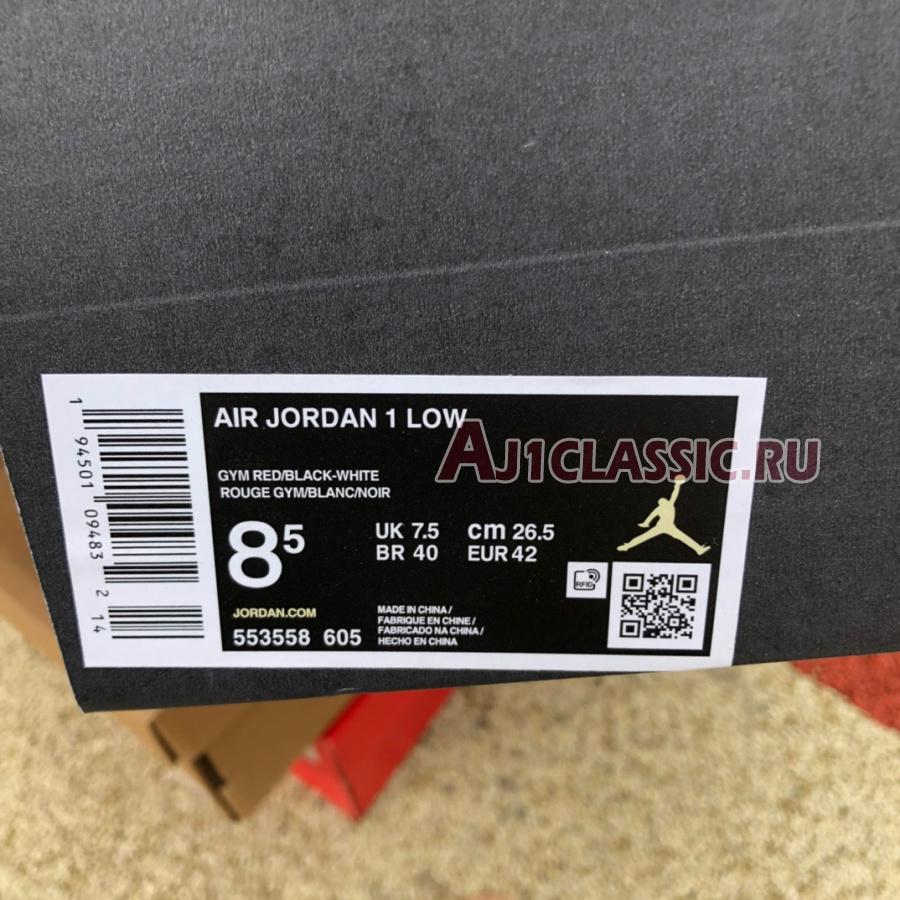 AIR JORDAN 1 LOW
AJ1CLASSIC.RU
GYM RED/BLACK-WHITE
ROUGE GYM/BLANC/NOIR
8⁵
UK 7.5 cm 26.5
BR 40 EUR 42
RFID
JORDAN.COM
553558 605
MADE IN CHINA /
FABRIQUE EN CHINE /
FABRICADO NA CHINA /
HECHO EN CHINA
1 94501 09483 2 14